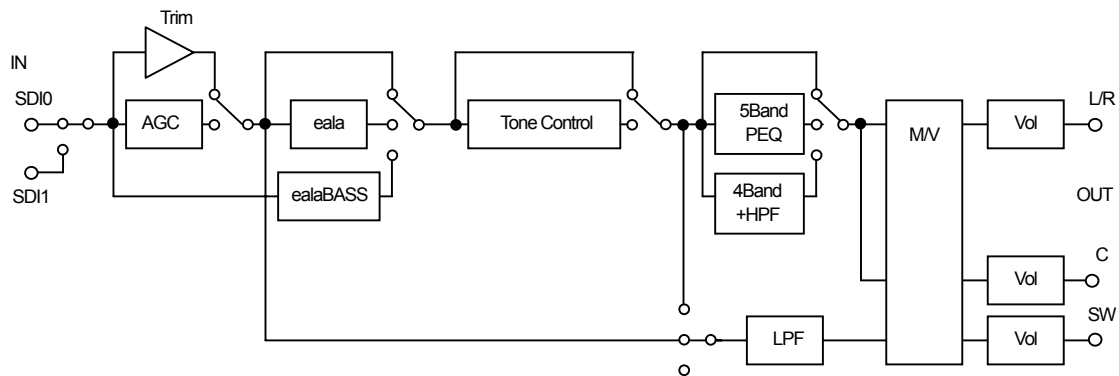 Trim
IN
SDI0
SDI1
AGC
eala
ealaBASS
Tone Control
5Band
PEQ
4Band
+HPF
LPF
M/V
Vol
L/R
OUT
Vol
C
Vol
SW